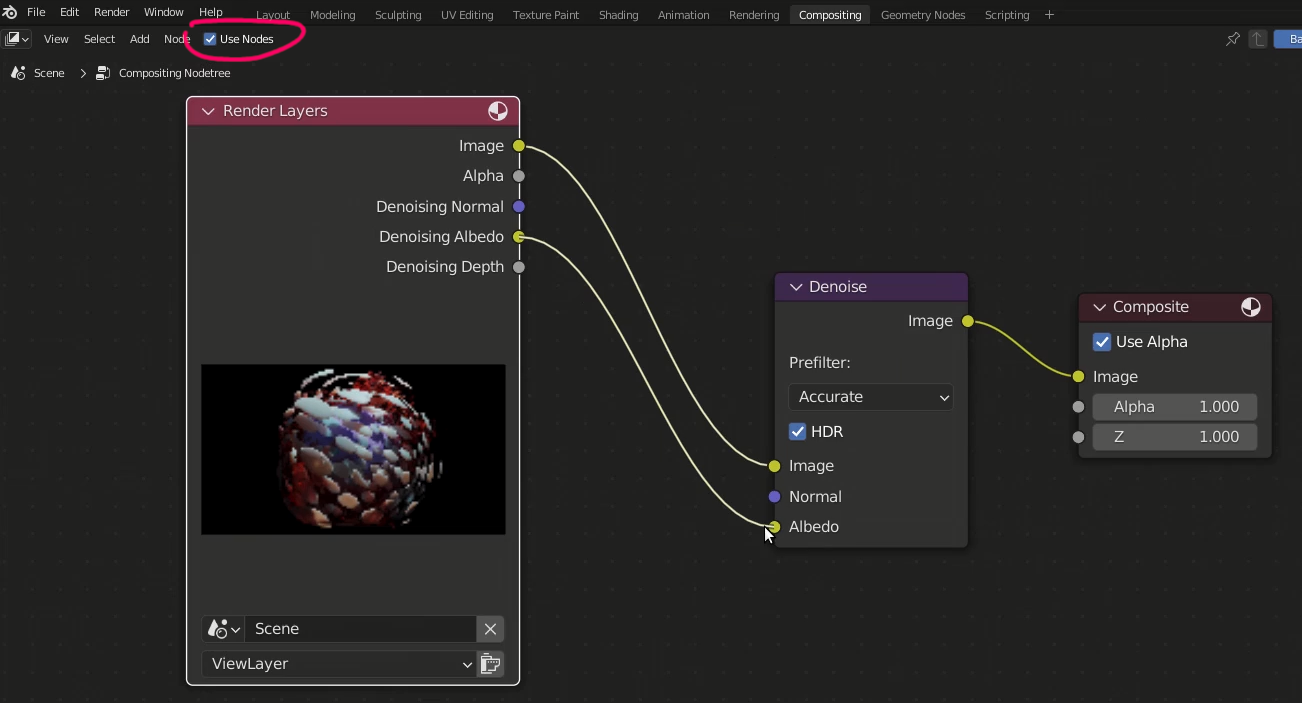 File Edit Render Window Help Layout Modeling Sculpting UV Editing Texture Paint Shading Animation Rendering Compositing Geometry Nodes Scripting +
View Select Add Node Use Nodes Ba
Scene > Compositing Nodetree
Render Layers
Image
Alpha
Denoising Normal
Denoising Albedo
Denoising Depth
Scene
ViewLayer
Denoise
Image
Prefilter:
Accurate
HDR
Image
Normal
Albedo
Composite
Use Alpha
Image
Alpha 1.000
Z 1.000